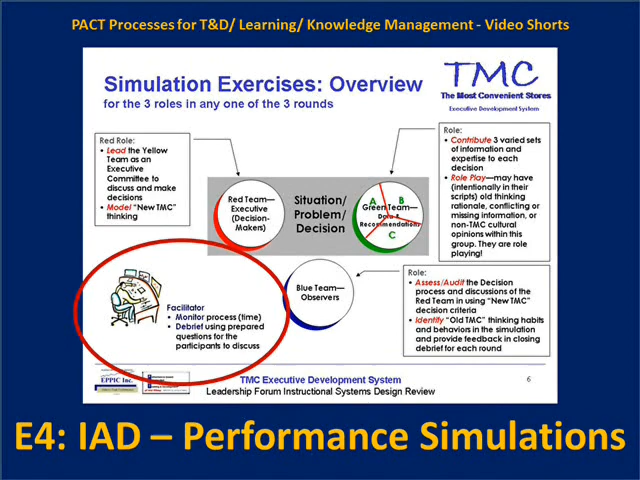 PACT Processes for T&D/ Learning/ Knowledge Management - Video Shorts
Simulation Exercises: Overview
for the 3 roles in any one of the 3 rounds
TMC
The Most Convenient Stores
Executive Development System
Red Role:
• Lead the Yellow
Team as an
Executive
Committee to
discuss and make
decisions
• Model "New TMC"
thinking
Red Team—
Executive
(Decision-
Makers)
Situation/
Problem/
Decision
A
B
Green Team—
Data &
Recommendations
C
Role:
• Contribute 3 varied sets
of information and
expertise to each
decision
• Role Play—may have
(intentionally in their
scripts) old thinking
rationale, conflicting or
missing information, or
non-TMC cultural
opinions within this
group. They are role
playing!
Facilitator
• Monitor process (time)
• Debrief using prepared
questions for the
participants to discuss
Blue Team—
Observers
Role:
• Assess/Audit the Decision
process and discussions of the
Red Team in using "New TMC"
decision criteria
• Identify "Old TMC" thinking habits
and behaviors in the simulation
and provide feedback in closing
debrief for each round
EPPIC Inc.
TMC Executive Development System
Leadership Forum Instructional Systems Design Review
6
E4: IAD – Performance Simulations